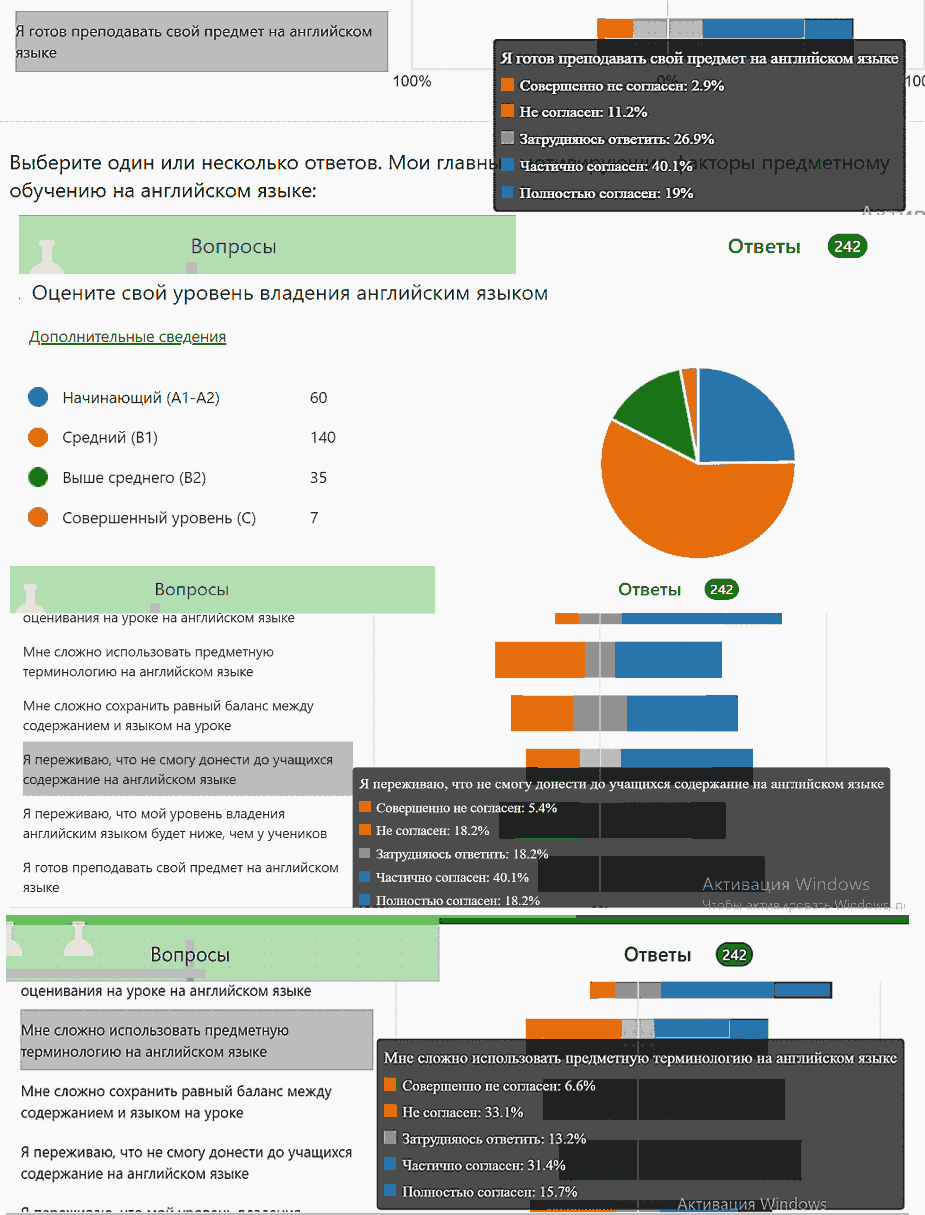 Я готов преподавать свой предмет на английском
языке
Я готов преподавать свой предмет на английском языке
100%
0%
Совершенно не согласен: 2.9%
Не согласен: 11.2%
Затрудняюсь ответить: 26.9%
Частично согласен: 40.1%
Полностью согласен: 19%
Выберите один или несколько ответов. Мои главны мотивирующие факторы предметному
обучению на английском языке:
Вопросы
Ответы 242
Оцените свой уровень владения английским языком
Дополнительные сведения
Начинающий (A1-A2) 60
Средний (B1) 140
Выше среднего (B2) 35
Совершенный уровень (C) 7
Вопросы
Ответы 242
оценивания на уроке на английском языке
Мне сложно использовать предметную
терминологию на английском языке
Мне сложно сохранить равный баланс между
содержанием и языком на уроке
Я переживаю, что не смогу донести до учащихся
содержание на английском языке
Я переживаю, что не смогу донести до учащихся содержание на английском языке
Совершенно не согласен: 5.4%
Не согласен: 18.2%
Затрудняюсь ответить: 18.2%
Частично согласен: 40.1%
Полностью согласен: 18.2%
Я переживаю, что мой уровень владения
английским языком будет ниже, чем у учеников
Я готов преподавать свой предмет на английском
языке
Активация Windows
Чтобы активировать Windows,
Вопросы
Ответы 242
оценивания на уроке на английском языке
Мне сложно использовать предметную
терминологию на английском языке
Мне сложно использовать предметную терминологию на английском языке
Совершенно не согласен: 6.6%
Не согласен: 33.1%
Затрудняюсь ответить: 13.2%
Частично согласен: 31.4%
Полностью согласен: 15.7%
Мне сложно сохранить равный баланс между
содержанием и языком на уроке
Я переживаю, что не смогу донести до учащихся
содержание на английском языке
Я переживаю, что мой уровень владения
Активация Windows